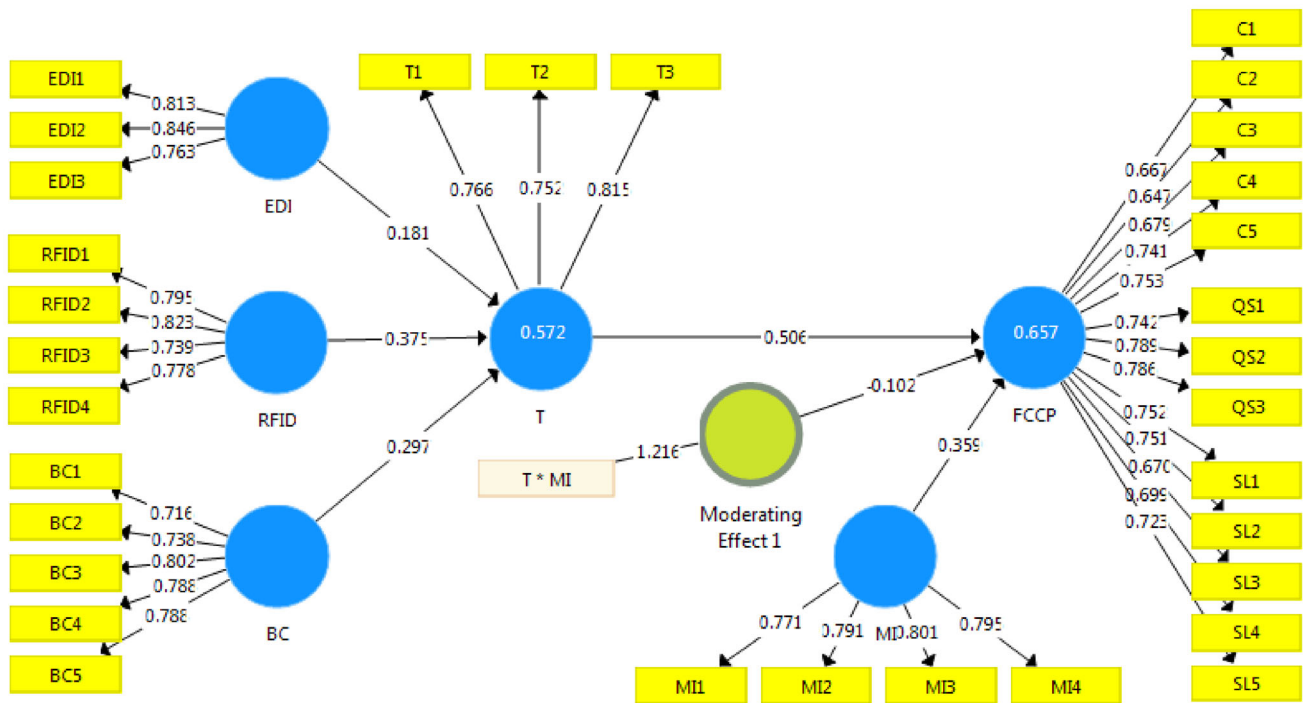 EDI1
EDI2
EDI3
0.813
0.846
0.763
EDI
0.181
T1
T2
T3
0.766
0.752
0.815
RFID1
RFID2
RFID3
RFID4
0.795
0.823
0.739
0.778
RFID
0.375
0.572
T
0.506
BC1
BC2
BC3
BC4
BC5
0.716
0.738
0.802
0.788
0.788
BC
0.297
T * MI
1.216
Moderating
Effect 1
-0.102
0.359
MI
0.771
0.791
0.801
0.795
MI1
MI2
MI3
MI4
0.657
FCCP
0.667
0.647
0.679
0.741
0.753
0.742
0.789
0.786
0.752
0.751
0.670
0.699
0.723
C1
C2
C3
C4
C5
QS1
QS2
QS3
SL1
SL2
SL3
SL4
SL5